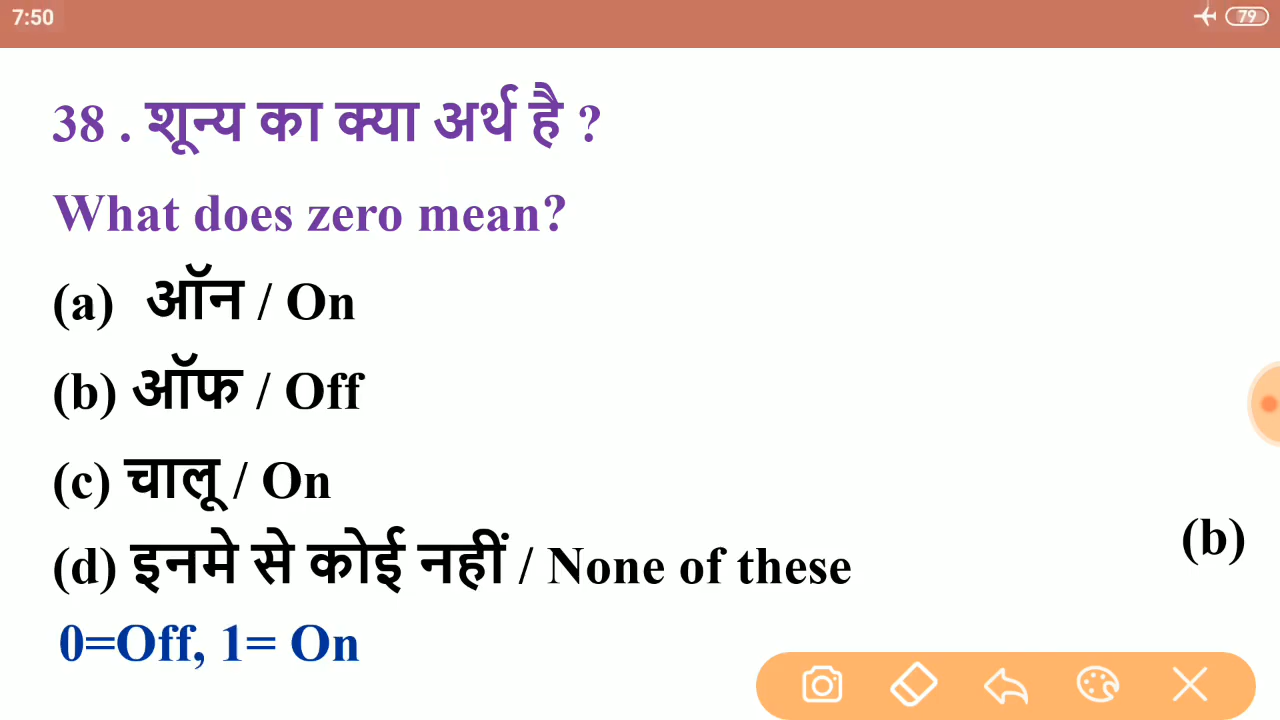 7:50
79
38 . शून्य का क्या अर्थ है ?
What does zero mean?
(a) ऑन / On
(b) ऑफ / Off
(c) चालू / On
(d) इनमे से कोई नहीं / None of these
(b)
0=Off, 1= On